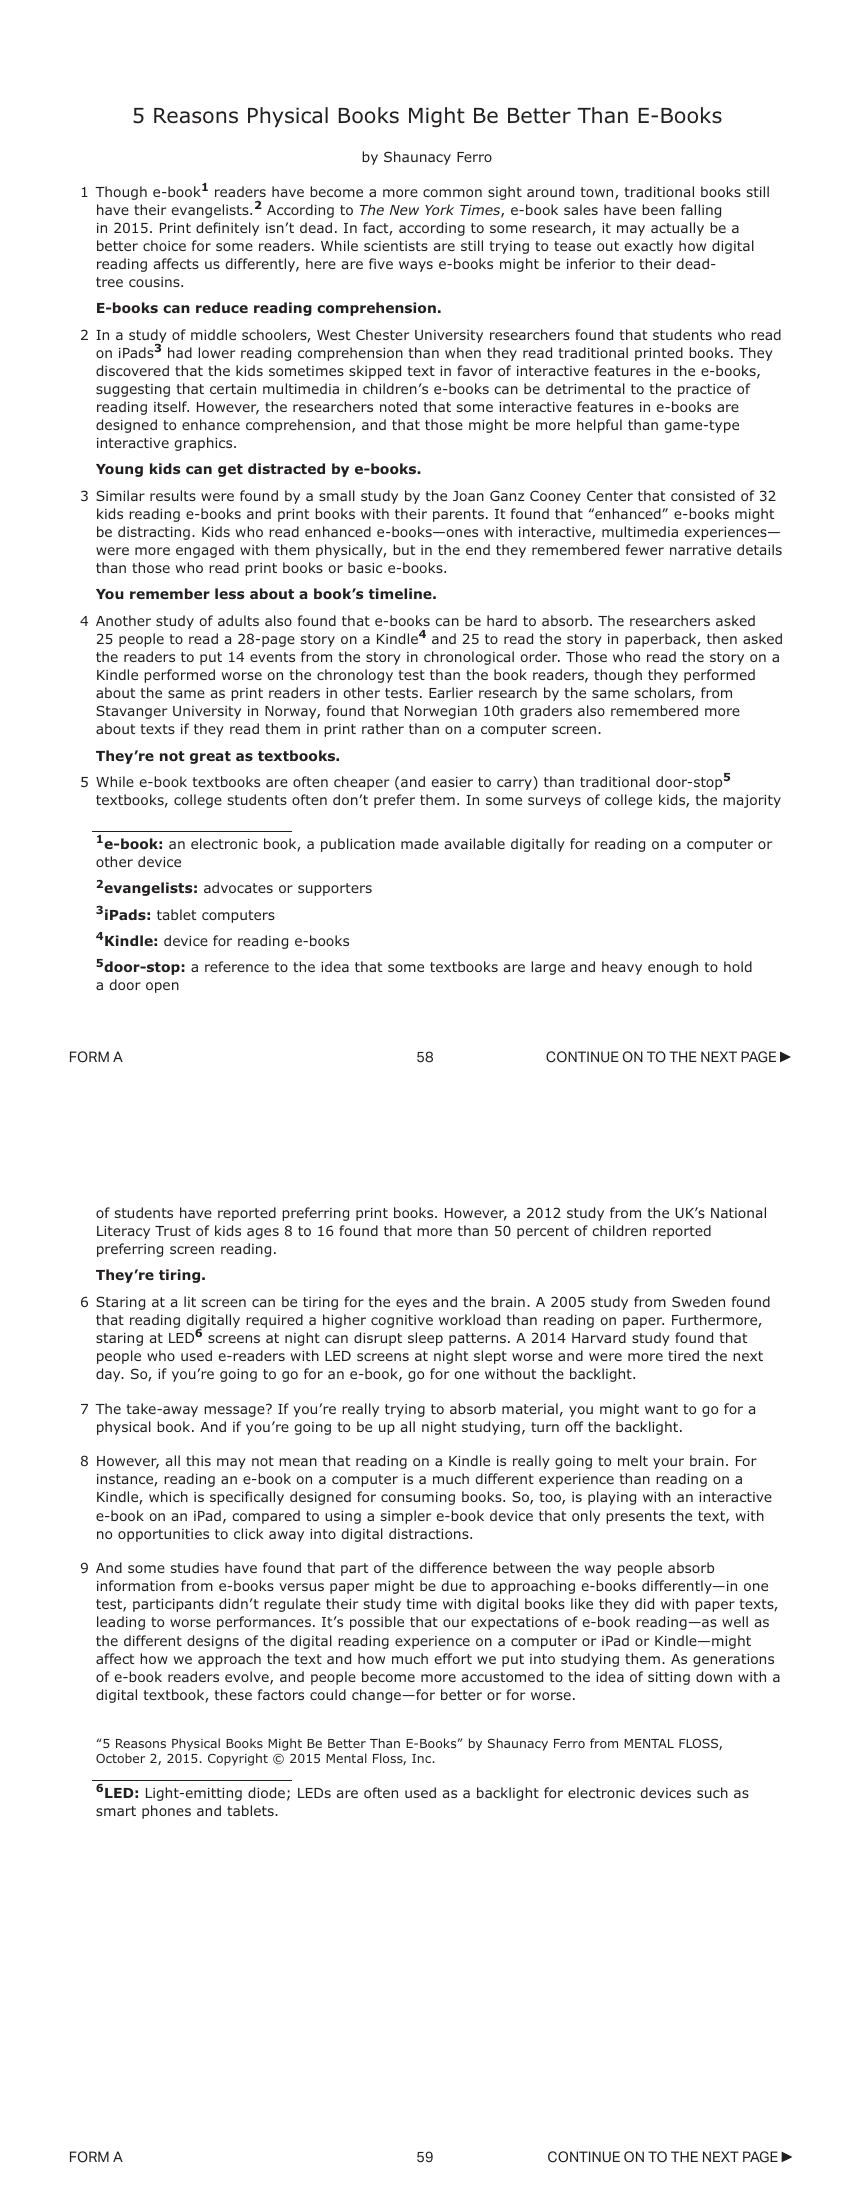 5 Reasons Physical Books Might Be Better Than E-Books
by Shaunacy Ferro
1 Though e-book1 readers have become a more common sight around town, traditional books still
have their evangelists.2 According to The New York Times, e-book sales have been falling
in 2015. Print definitely isn’t dead. In fact, according to some research, it may actually be a
better choice for some readers. While scientists are still trying to tease out exactly how digital
reading affects us differently, here are five ways e-books might be inferior to their dead-
tree cousins.
E-books can reduce reading comprehension.
2 In a study of middle schoolers, West Chester University researchers found that students who read
on iPads3 had lower reading comprehension than when they read traditional printed books. They
discovered that the kids sometimes skipped text in favor of interactive features in the e-books,
suggesting that certain multimedia in children’s e-books can be detrimental to the practice of
reading itself. However, the researchers noted that some interactive features in e-books are
designed to enhance comprehension, and that those might be more helpful than game-type
interactive graphics.
Young kids can get distracted by e-books.
3 Similar results were found by a small study by the Joan Ganz Cooney Center that consisted of 32
kids reading e-books and print books with their parents. It found that “enhanced” e-books might
be distracting. Kids who read enhanced e-books—ones with interactive, multimedia experiences—
were more engaged with them physically, but in the end they remembered fewer narrative details
than those who read print books or basic e-books.
You remember less about a book’s timeline.
4 Another study of adults also found that e-books can be hard to absorb. The researchers asked
25 people to read a 28-page story on a Kindle4 and 25 to read the story in paperback, then asked
the readers to put 14 events from the story in chronological order. Those who read the story on a
Kindle performed worse on the chronology test than the book readers, though they performed
about the same as print readers in other tests. Earlier research by the same scholars, from
Stavanger University in Norway, found that Norwegian 10th graders also remembered more
about texts if they read them in print rather than on a computer screen.
They’re not great as textbooks.
5 While e-book textbooks are often cheaper (and easier to carry) than traditional door-stop5
textbooks, college students often don’t prefer them. In some surveys of college kids, the majority
1e-book: an electronic book, a publication made available digitally for reading on a computer or
other device
2evangelists: advocates or supporters
3iPads: tablet computers
4Kindle: device for reading e-books
5door-stop: a reference to the idea that some textbooks are large and heavy enough to hold
a door open
FORM A 58 CONTINUE ON TO THE NEXT PAGE ▶
of students have reported preferring print books. However, a 2012 study from the UK’s National
Literacy Trust of kids ages 8 to 16 found that more than 50 percent of children reported
preferring screen reading.
They’re tiring.
6 Staring at a lit screen can be tiring for the eyes and the brain. A 2005 study from Sweden found
that reading digitally required a higher cognitive workload than reading on paper. Furthermore,
staring at LED6 screens at night can disrupt sleep patterns. A 2014 Harvard study found that
people who used e-readers with LED screens at night slept worse and were more tired the next
day. So, if you’re going to go for an e-book, go for one without the backlight.
7 The take-away message? If you’re really trying to absorb material, you might want to go for a
physical book. And if you’re going to be up all night studying, turn off the backlight.
8 However, all this may not mean that reading on a Kindle is really going to melt your brain. For
instance, reading an e-book on a computer is a much different experience than reading on a
Kindle, which is specifically designed for consuming books. So, too, is playing with an interactive
e-book on an iPad, compared to using a simpler e-book device that only presents the text, with
no opportunities to click away into digital distractions.
9 And some studies have found that part of the difference between the way people absorb
information from e-books versus paper might be due to approaching e-books differently—in one
test, participants didn’t regulate their study time with digital books like they did with paper texts,
leading to worse performances. It’s possible that our expectations of e-book reading—as well as
the different designs of the digital reading experience on a computer or iPad or Kindle—might
affect how we approach the text and how much effort we put into studying them. As generations
of e-book readers evolve, and people become more accustomed to the idea of sitting down with a
digital textbook, these factors could change—for better or for worse.
“5 Reasons Physical Books Might Be Better Than E-Books” by Shaunacy Ferro from MENTAL FLOSS,
October 2, 2015. Copyright © 2015 Mental Floss, Inc.
6LED: Light-emitting diode; LEDs are often used as a backlight for electronic devices such as
smart phones and tablets.
FORM A 59 CONTINUE ON TO THE NEXT PAGE ▶